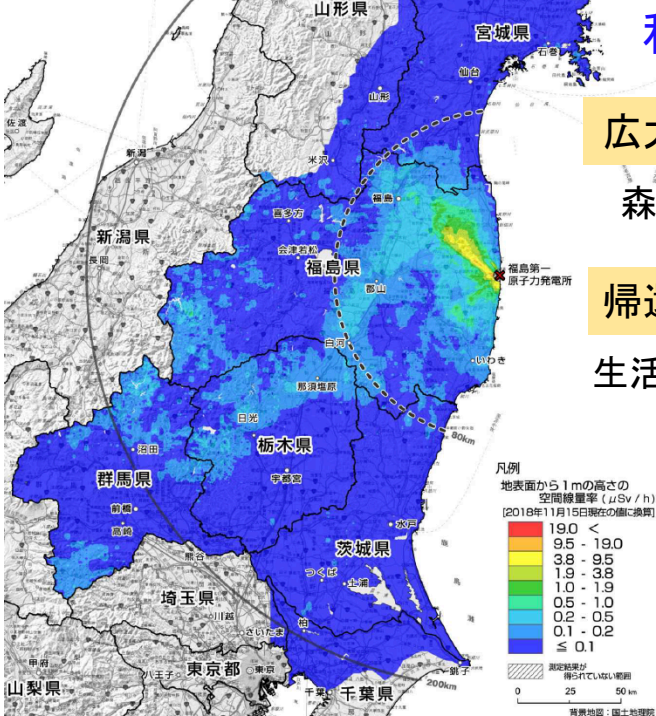 山形県
宮城県
石巻
仙台
山形
佐渡
新潟
米沢
福島
喜多方
新潟県
長岡
会津若松
福島県
福島第一
原子力発電所
郡山
白河
いわき
那須塩原
日光
栃木県
沼田
80km
群馬県
宇都宮
前橋
高崎
水戸
茨城県
熊谷
つくば
土浦
埼玉県
川越
柏
さいたま
甲府
八王子
東京都
東京
銚子
山梨県
千葉
千葉県
200km
広
森
帰
生活
凡例
地表面から1mの高さの
空間線量率(μSv/h)
[2018年11月15日現在の値に換算]
19.0 <
9.5 - 19.0
3.8 - 9.5
1.9 - 3.8
1.0 - 1.9
0.5 - 1.0
0.2 - 0.5
0.1 - 0.2
≦ 0.1
測定結果が
得られていない範囲
0 25 50 km
背景地図:国土地理院